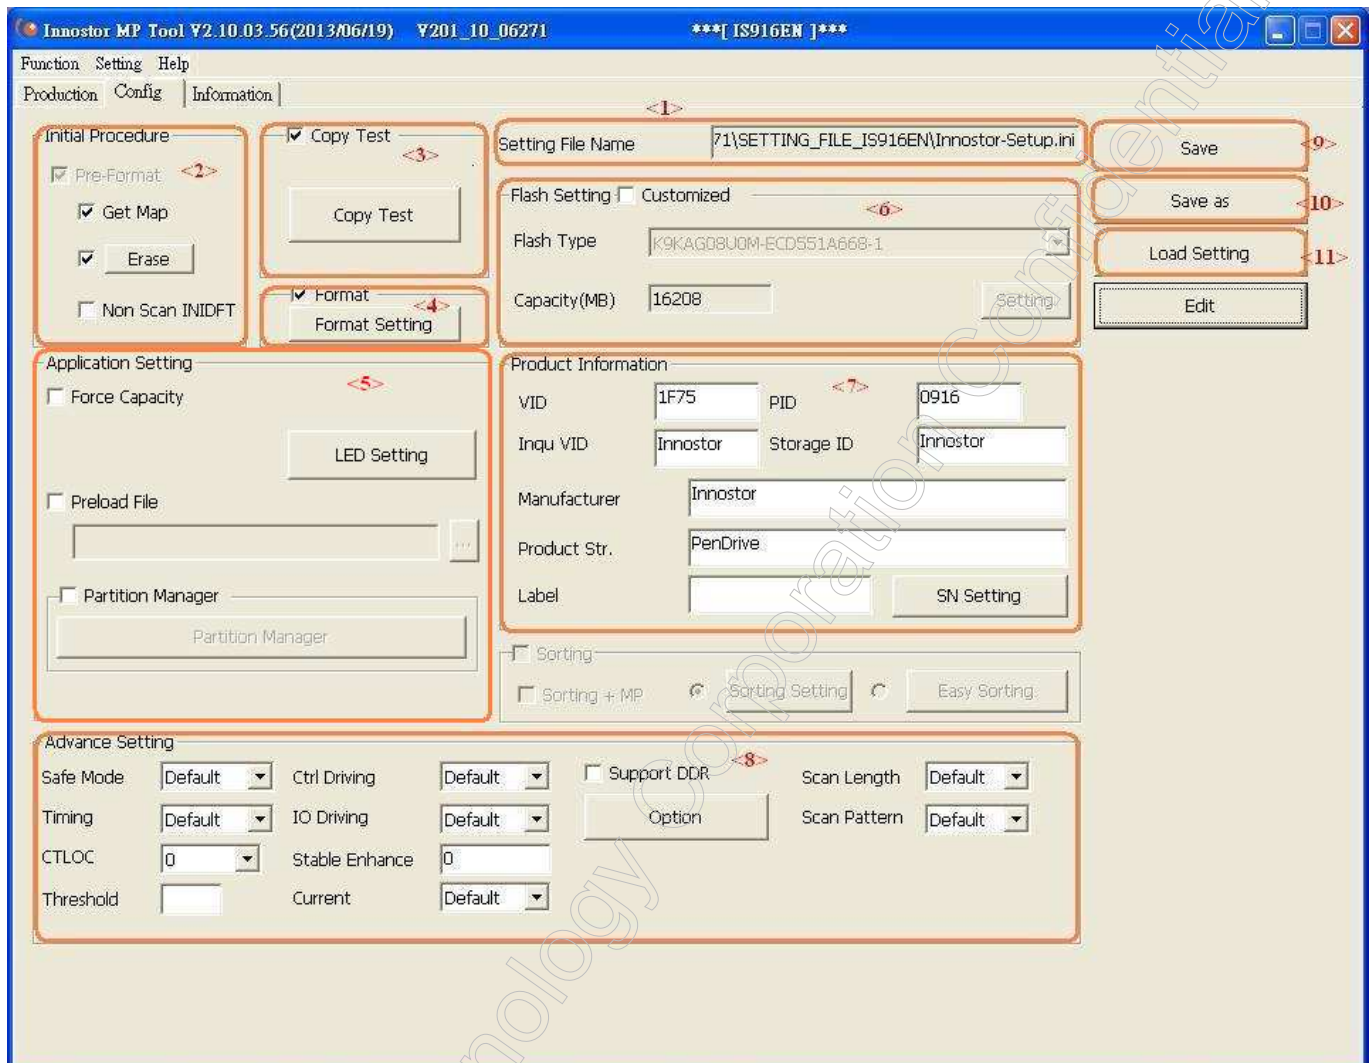 Innostor MP Tool V2.10.03.56(2013/06/19) V201_10_06271 ***[ IS916EN ]***
Function Setting Help
Production Config Information
<1>
Initial Procedure
<2>
Pre-Format
Get Map
Erase
Non Scan INIDFT
Copy Test
<3>
Copy Test
Format
<4>
Format Setting
Setting File Name 71\SETTING_FILE_IS916EN\Innostor-Setup.ini
Flash Setting Customized
<6>
Flash Type K9KAG08U0M-ECD551A668-1
Capacity(MB) 16208 Setting
Save <9>
Save as <10>
Load Setting <11>
Edit
Application Setting
<5>
Force Capacity
LED Setting
Preload File
...
Partition Manager
Partition Manager
Product Information
<7>
VID 1F75 PID 0916
Inqu VID Innostor Storage ID Innostor
Manufacturer Innostor
Product Str. PenDrive
Label SN Setting
Sorting
Sorting + MP Sorting Setting Easy Sorting
Advance Setting
<8>
Safe Mode Default Ctrl Driving Default Support DDR Scan Length Default
Timing Default IO Driving Default Option Scan Pattern Default
CTLOC 0 Stable Enhance 0
Threshold Current Default
nology Corporation Confidential